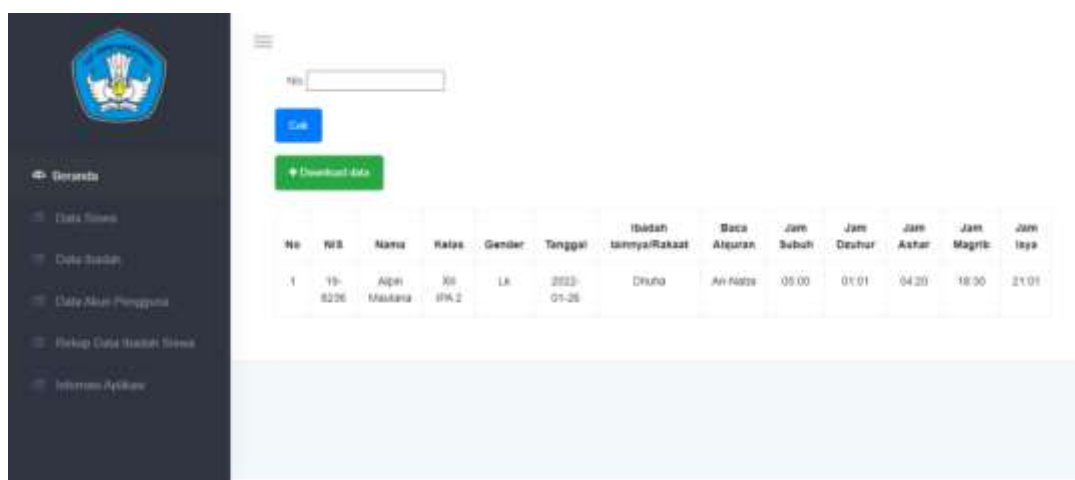 Nis
Cek
Download data
Beranda
Data Siswa
Data Ibadah
Data Akun Pengguna
Rekap Data Ibadah Siswa
Informasi Aplikasi
No NIS Nama Kelas Gender Tanggal Ibadah lainnya/Rakaat Baca Alquran Jam Subuh Jam Dzuhur Jam Ashar Jam Magrib Jam Isya
1 19-8236 Alpin Maulana XII IPA 2 LK 2022-01-26 Dhuha An-Naba 05:00 01:01 04:20 18:30 21:01